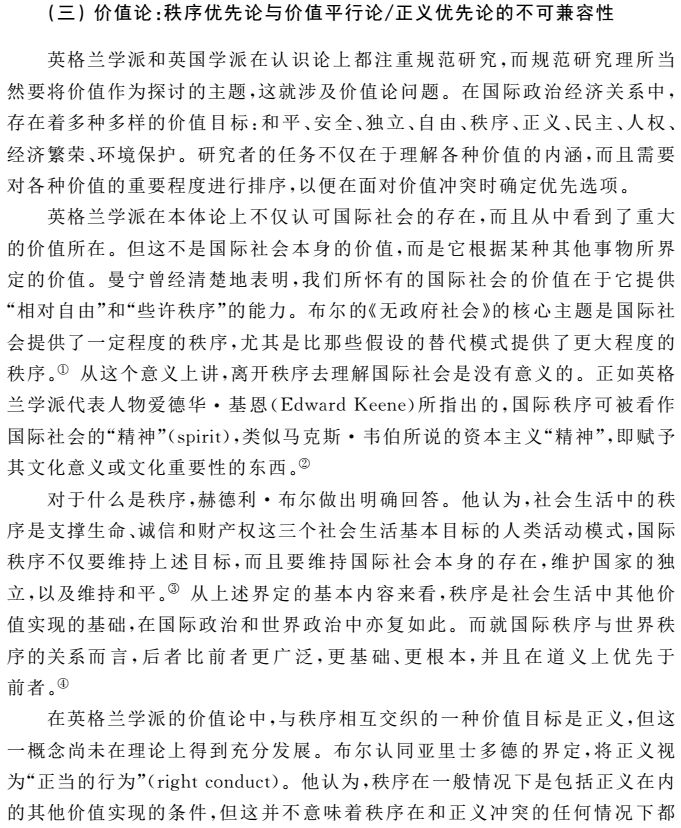 (三) 价值论:秩序优先论与价值平行论/正义优先论的不可兼容性
英格兰学派和英国学派在认识论上都注重规范研究,而规范研究理所当
然要将价值作为探讨的主题,这就涉及价值论问题。在国际政治经济关系中,
存在着多种多样的价值目标:和平、安全、独立、自由、秩序、正义、民主、人权、
经济繁荣、环境保护。研究者的任务不仅在于理解各种价值的内涵,而且需要
对各种价值的重要程度进行排序,以便在面对价值冲突时确定优先选项。
英格兰学派在本体论上不仅认可国际社会的存在,而且从中看到了重大
的价值所在。但这不是国际社会本身的价值,而是它根据某种其他事物所界
定的价值。曼宁曾经清楚地表明,我们所怀有的国际社会的价值在于它提供
“相对自由”和“些许秩序”的能力。布尔的《无政府社会》的核心主题是国际社
会提供了一定程度的秩序,尤其是比那些假设的替代模式提供了更大程度的
秩序。① 从这个意义上讲,离开秩序去理解国际社会是没有意义的。正如英格
兰学派代表人物爱德华·基恩(Edward Keene)所指出的,国际秩序可被看作
国际社会的“精神”(spirit),类似马克斯·韦伯所说的资本主义“精神”,即赋予
其文化意义或文化重要性的东西。②
对于什么是秩序,赫德利·布尔做出明确回答。他认为,社会生活中的秩
序是支撑生命、诚信和财产权这三个社会生活基本目标的人类活动模式,国际
秩序不仅要维持上述目标,而且要维持国际社会本身的存在,维护国家的独
立,以及维持和平。③ 从上述界定的基本内容来看,秩序是社会生活中其他价
值实现的基础,在国际政治和世界政治中亦复如此。而就国际秩序与世界秩
序的关系而言,后者比前者更广泛,更基础、更根本,并且在道义上优先于
前者。④
在英格兰学派的价值论中,与秩序相互交织的一种价值目标是正义,但这
一概念尚未在理论上得到充分发展。布尔认同亚里士多德的界定,将正义视
为“正当的行为”(right conduct)。他认为,秩序在一般情况下是包括正义在内
的其他价值实现的条件,但这并不意味着秩序在和正义冲突的任何情况下都